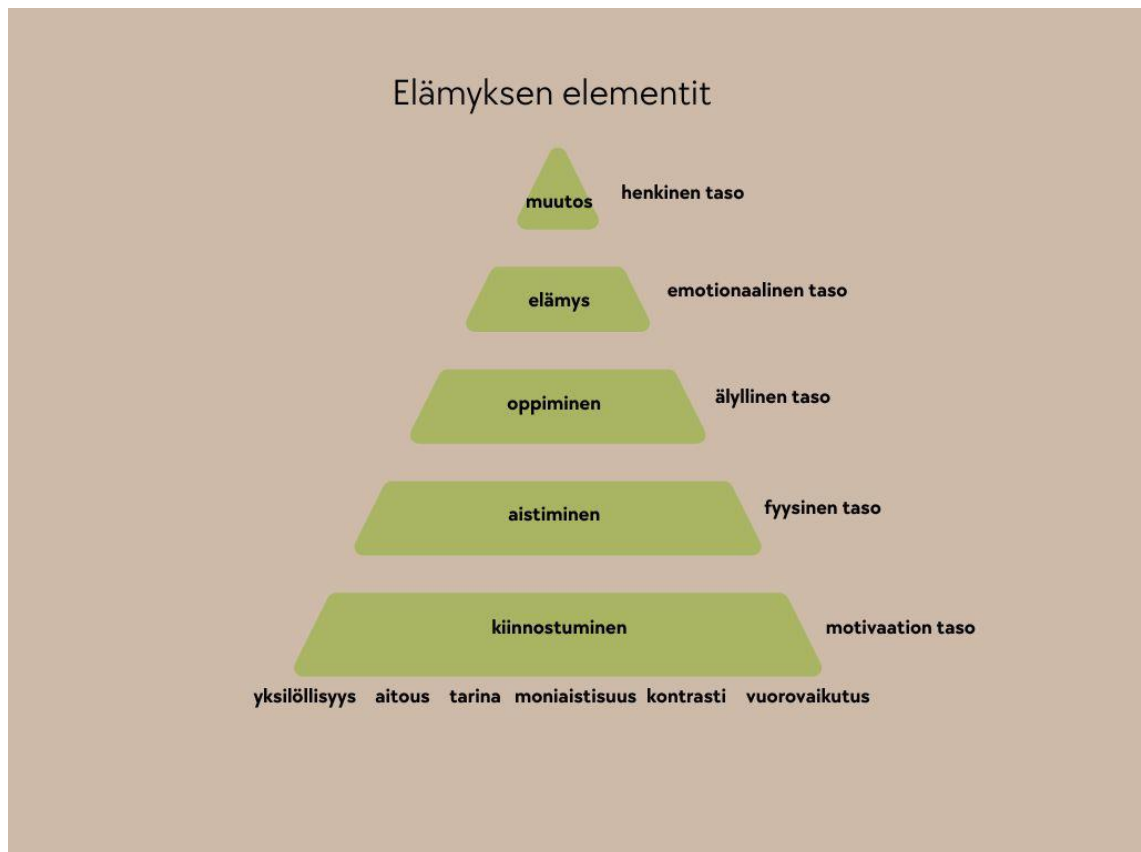 Elämyksen elementit
muutos henkinen taso
elämys emotionaalinen taso
oppiminen älyllinen taso
aistiminen fyysinen taso
kiinnostuminen motivaation taso
yksilöllisyys aitous tarina moniaistisuus kontrasti vuorovaikutus